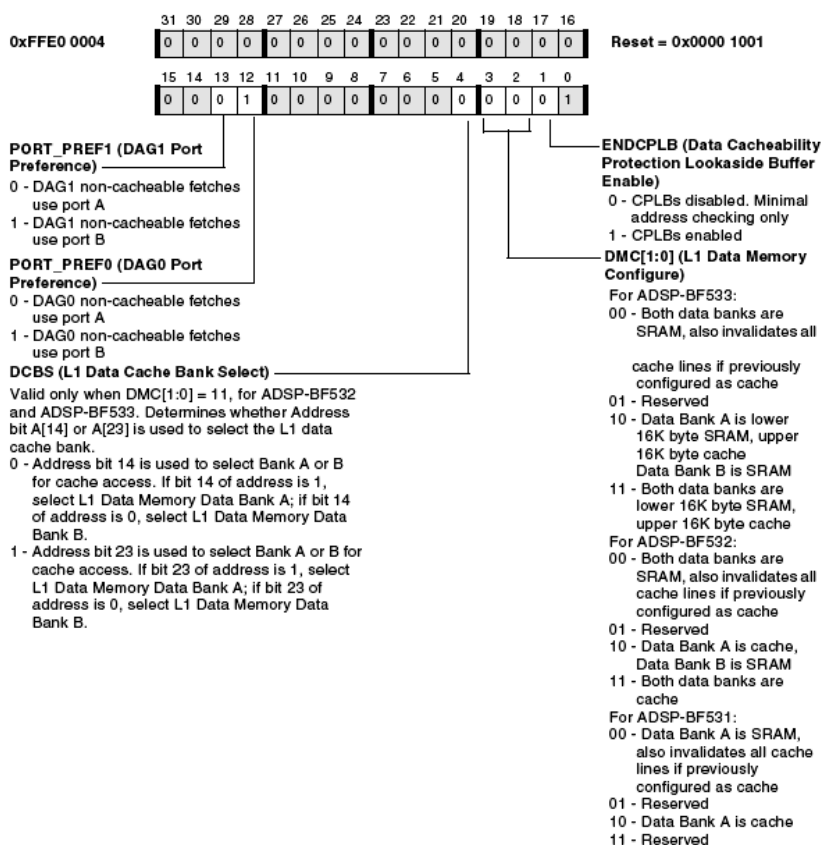 31 30 29 28 27 26 25 24 23 22 21 20 19 18 17 16
0xFFE0 0004
0 0 0 0 0 0 0 0 0 0 0 0 0 0 0 0
Reset = 0x0000 1001
15 14 13 12 11 10 9 8 7 6 5 4 3 2 1 0
0 0 0 1 0 0 0 0 0 0 0 0 0 0 0 1
PORT_PREF1 (DAG1 Port
Preference)
0 - DAG1 non-cacheable fetches
use port A
1 - DAG1 non-cacheable fetches
use port B
PORT_PREF0 (DAG0 Port
Preference)
0 - DAG0 non-cacheable fetches
use port A
1 - DAG0 non-cacheable fetches
use port B
DCBS (L1 Data Cache Bank Select)
Valid only when DMC[1:0] = 11, for ADSP-BF532
and ADSP-BF533. Determines whether Address
bit A[14] or A[23] is used to select the L1 data
cache bank.
0 - Address bit 14 is used to select Bank A or B
for cache access. If bit 14 of address is 1,
select L1 Data Memory Data Bank A; if bit 14
of address is 0, select L1 Data Memory Data
Bank B.
1 - Address bit 23 is used to select Bank A or B for
cache access. If bit 23 of address is 1, select
L1 Data Memory Data Bank A; if bit 23 of
address is 0, select L1 Data Memory Data
Bank B.
ENDCPLB (Data Cacheability
Protection Lookaside Buffer
Enable)
0 - CPLBs disabled. Minimal
address checking only
1 - CPLBs enabled
DMC[1:0] (L1 Data Memory
Configure)
For ADSP-BF533:
00 - Both data banks are
SRAM, also invalidates all
cache lines if previously
configured as cache
01 - Reserved
10 - Data Bank A is lower
16K byte SRAM, upper
16K byte cache
Data Bank B is SRAM
11 - Both data banks are
lower 16K byte SRAM,
upper 16K byte cache
For ADSP-BF532:
00 - Both data banks are
SRAM, also invalidates all
cache lines if previously
configured as cache
01 - Reserved
10 - Data Bank A is cache,
Data Bank B is SRAM
11 - Both data banks are
cache
For ADSP-BF531:
00 - Data Bank A is SRAM,
also invalidates all cache
lines if previously
configured as cache
01 - Reserved
10 - Data Bank A is cache
11 - Reserved